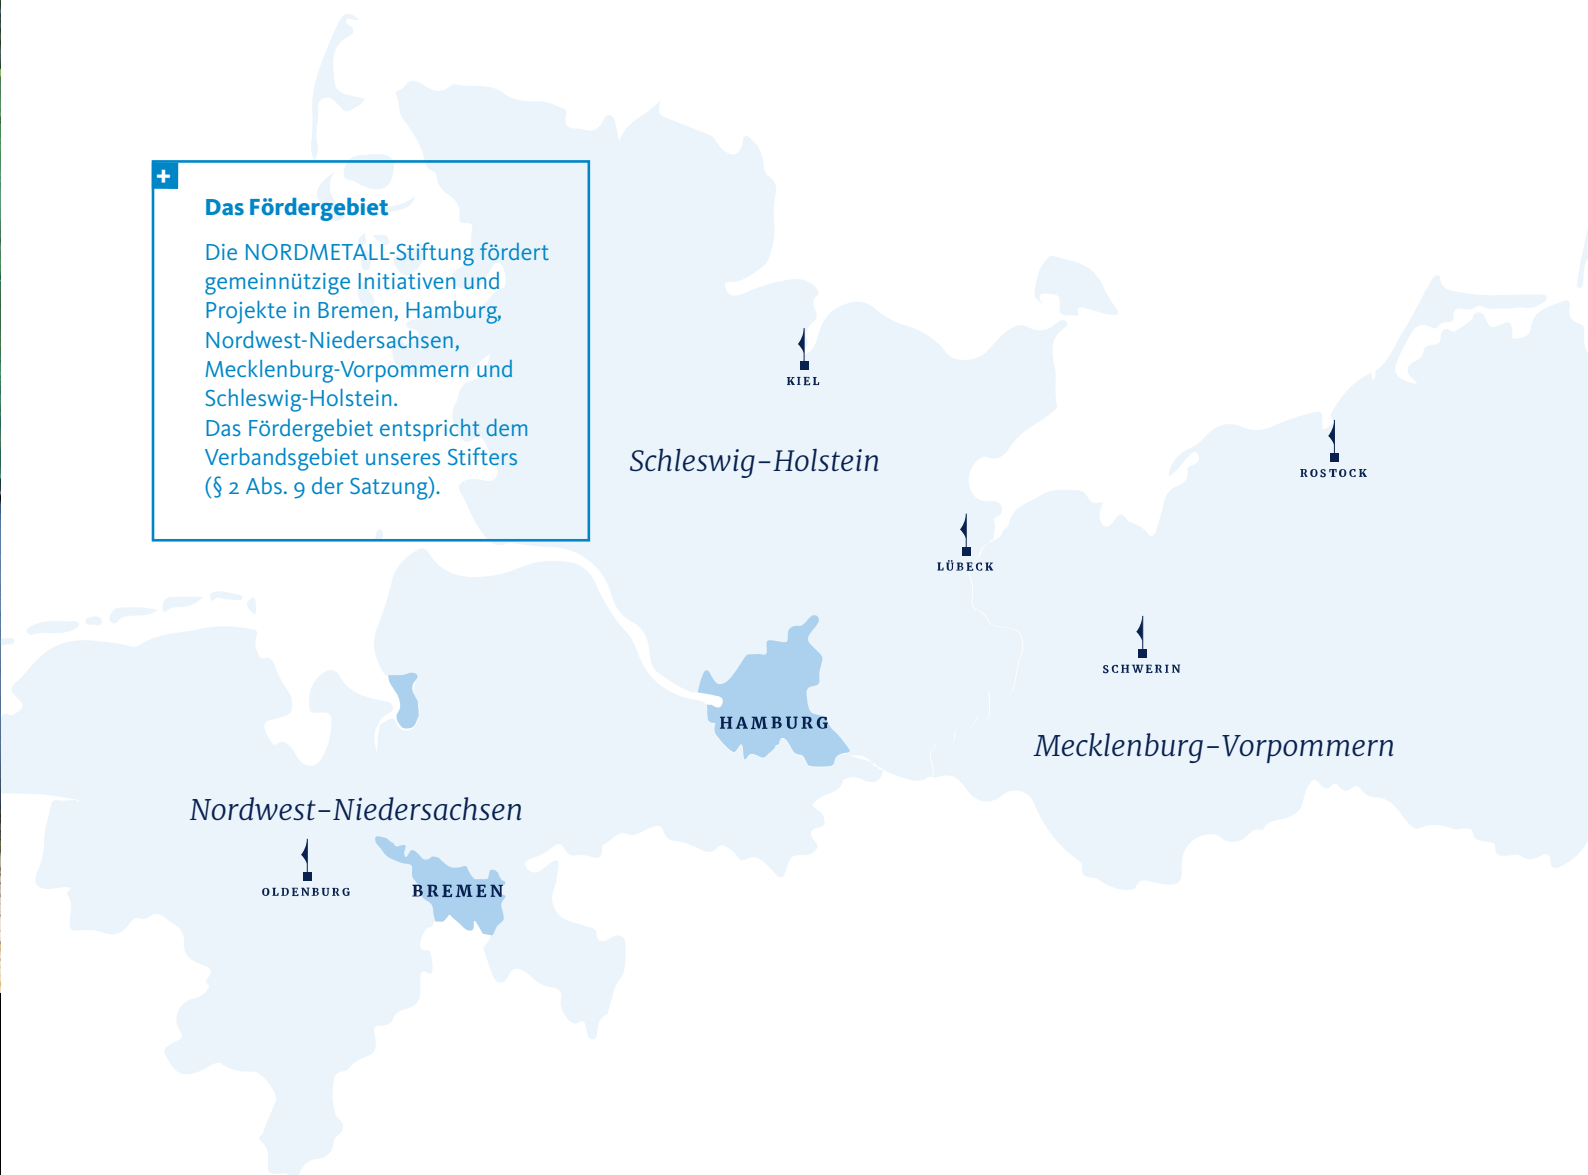 +
Das Fördergebiet
Die NORDMETALL-Stiftung fördert
gemeinnützige Initiativen und
Projekte in Bremen, Hamburg,
Nordwest-Niedersachsen,
Mecklenburg-Vorpommern und
Schleswig-Holstein.
Das Fördergebiet entspricht dem
Verbandsgebiet unseres Stifters
(§ 2 Abs. 9 der Satzung).
KIEL
Schleswig-Holstein
ROSTOCK
LÜBECK
SCHWERIN
HAMBURG
Mecklenburg-Vorpommern
Nordwest-Niedersachsen
OLDENBURG
BREMEN